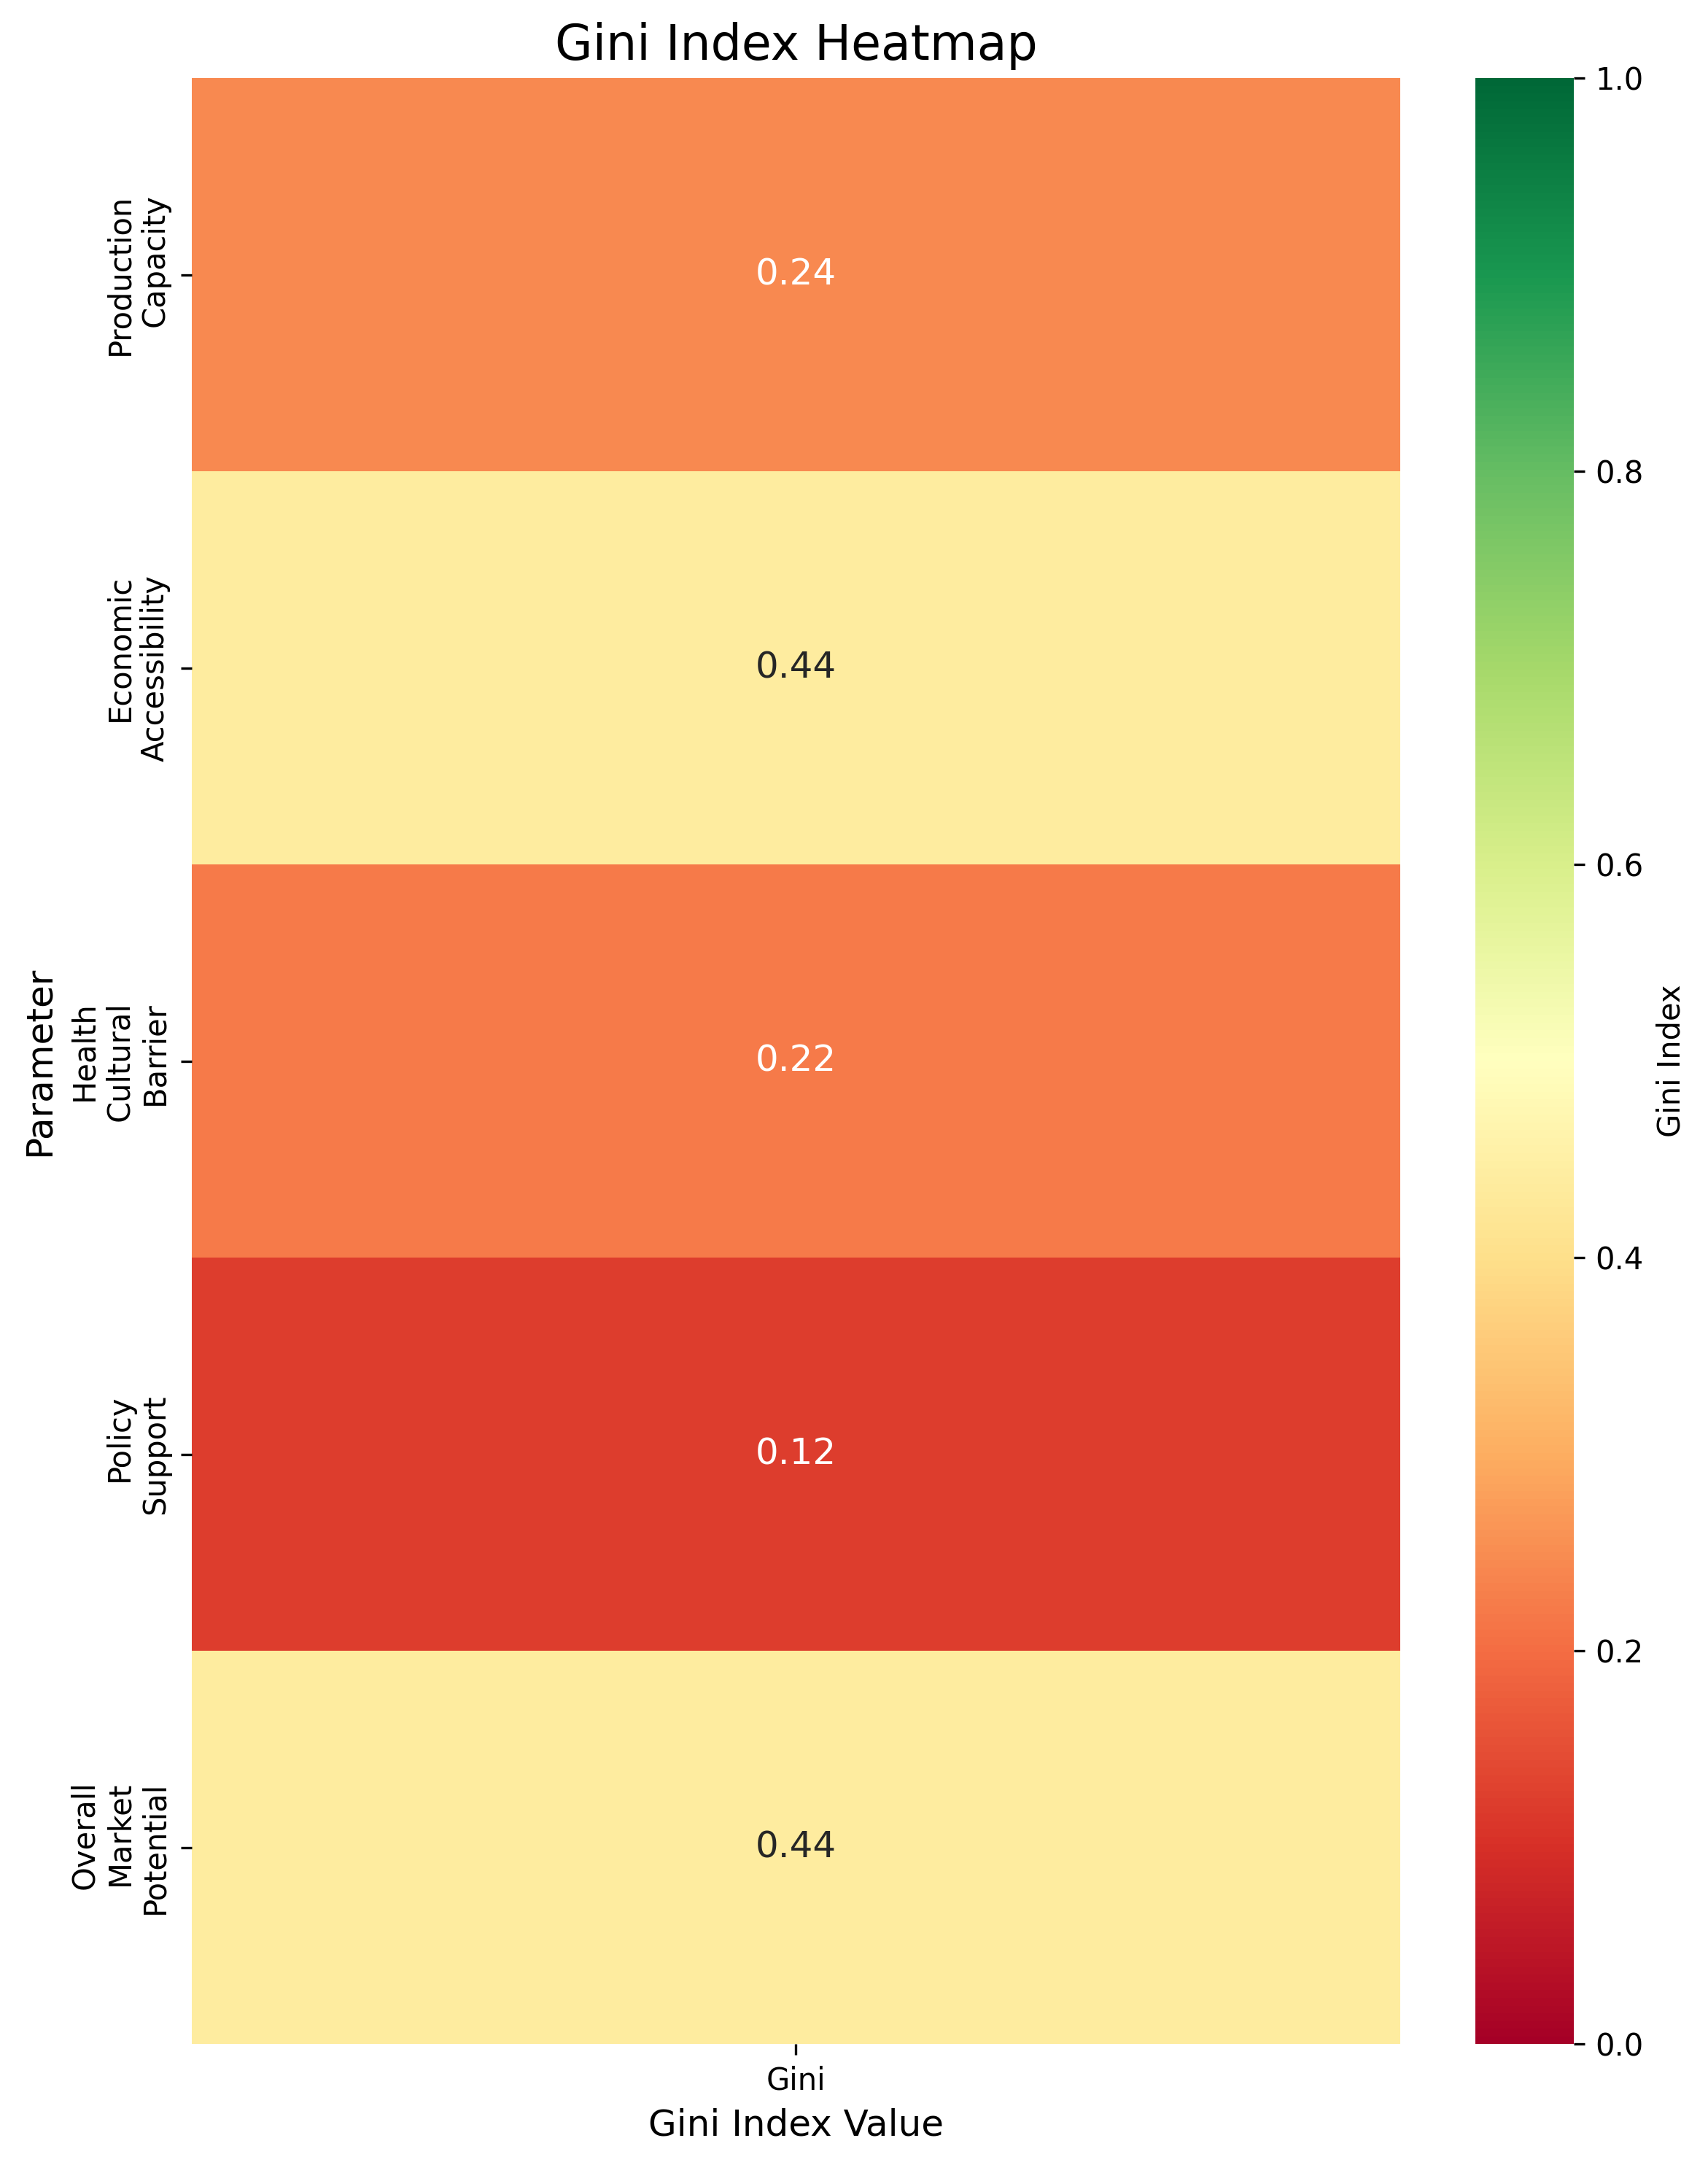 Gini Index Heatmap
Parameter
Production
Capacity
0.24
Economic
Accessibility
0.44
Health
Cultural
Barrier
0.22
Policy
Support
0.12
Overall
Market
Potential
0.44
Gini
Gini Index Value
1.0
0.8
0.6
0.4
0.2
0.0
Gini Index